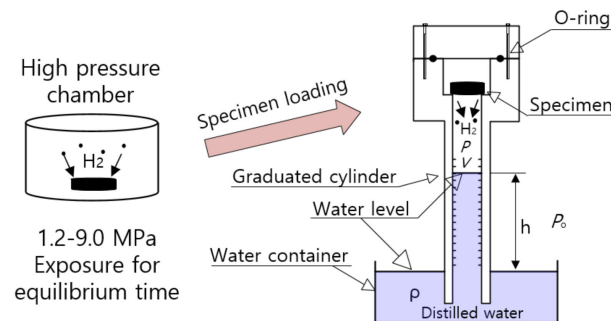 High pressure
chamber
H2
1.2-9.0 MPa
Exposure for
equilibrium time
Specimen loading
O-ring
Specimen
H2
P
V
Graduated cylinder
Water level
h
Po
Water container
ρ
Distilled water